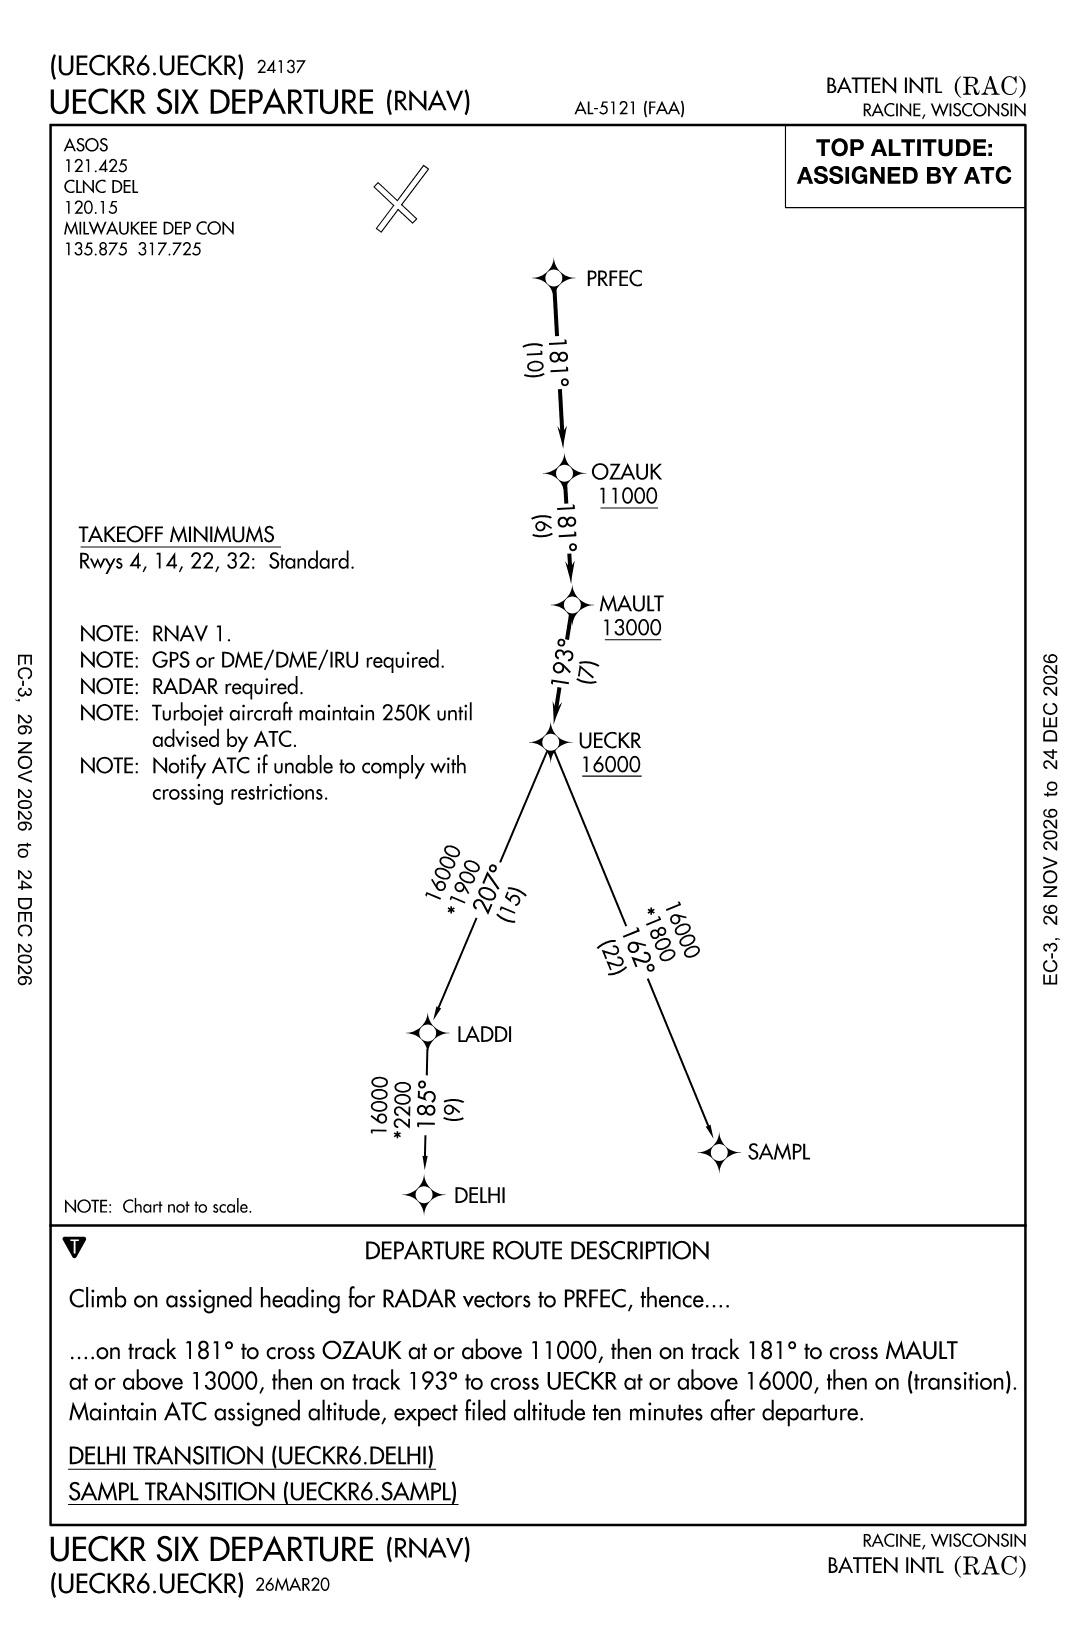 (UECKR6.UECKR) 24137
UECKR SIX DEPARTURE (RNAV)
AL-5121 (FAA)
BATTEN INTL (RAC)
RACINE, WISCONSIN
ASOS
121.425
CLNC DEL
120.15
MILWAUKEE DEP CON
135.875 317.725
TOP ALTITUDE:
ASSIGNED BY ATC
PRFEC
181°
(10)
OZAUK
11000
181°
(9)
MAULT
13000
193°
(7)
UECKR
16000
TAKEOFF MINIMUMS
Rwys 4, 14, 22, 32: Standard.
NOTE: RNAV 1.
NOTE: GPS or DME/DME/IRU required.
NOTE: RADAR required.
NOTE: Turbojet aircraft maintain 250K until
advised by ATC.
NOTE: Notify ATC if unable to comply with
crossing restrictions.
EC-3, 26 NOV 2026 to 24 DEC 2026
EC-3, 26 NOV 2026 to 24 DEC 2026
16000
*1900
207°
(15)
16000
*1800
162°
(22)
LADDI
16000
*2200
185°
(9)
SAMPL
DELHI
NOTE: Chart not to scale.
T
DEPARTURE ROUTE DESCRIPTION
Climb on assigned heading for RADAR vectors to PRFEC, thence....
....on track 181° to cross OZAUK at or above 11000, then on track 181° to cross MAULT
at or above 13000, then on track 193° to cross UECKR at or above 16000, then on (transition).
Maintain ATC assigned altitude, expect filed altitude ten minutes after departure.
DELHI TRANSITION (UECKR6.DELHI)
SAMPL TRANSITION (UECKR6.SAMPL)
UECKR SIX DEPARTURE (RNAV)
(UECKR6.UECKR) 26MAR20
RACINE, WISCONSIN
BATTEN INTL (RAC)